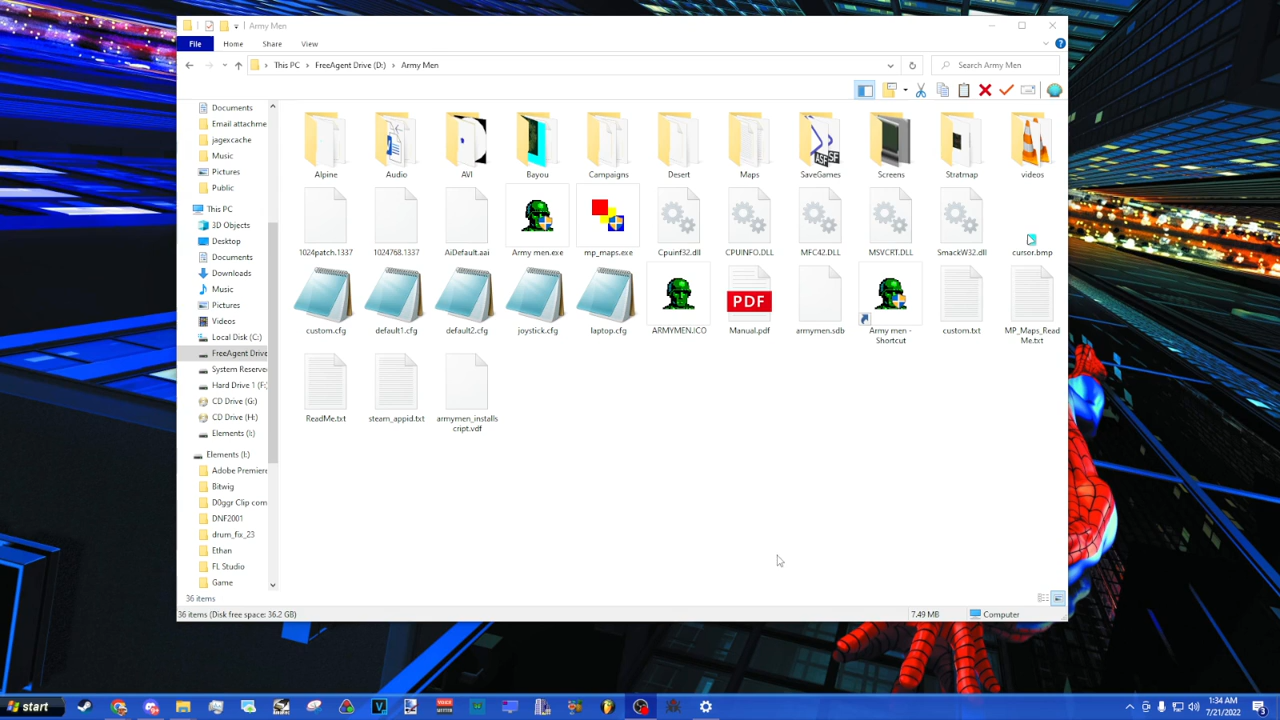 Army Men
File Home Share View
This PC > FreeAgent Drive (D:) > Army Men
Search Army Men
Documents
Email attachme
jagexcache
Music
Pictures
Public
This PC
3D Objects
Desktop
Documents
Downloads
Music
Pictures
Videos
Local Disk (C:)
FreeAgent Drive
System Reserve
Hard Drive 1 (F:
CD Drive (G:)
CD Drive (H:)
Elements (I:)
Elements (I:)
Adobe Premiere
Bitwig
D0ggr Clip com
DNF2001
drum_fix_23
Ethan
FL Studio
Game
Alpine Audio AVI Bayou Campaigns Desert Maps SaveGames Screens Stratmap videos
ASF SF
1024patch.1337 1024768.1337 AiDefault.aai Army men.exe mp_maps.exe Cpuinf32.dll CPUINFO.DLL MFC42.DLL MSVCRT.DLL SmackW32.dll cursor.bmp
PDF
custom.cfg default1.cfg default2.cfg joystick.cfg laptop.cfg ARMYMEN.ICO Manual.pdf armymen.sdb Army men - Shortcut custom.txt MP_Maps_Read Me.txt
ReadMe.txt steam_appid.txt armymen_installs cript.vdf
36 items
36 items (Disk free space: 36.2 GB) 7.49 MB Computer
start
1:34 AM
7/21/2022
3